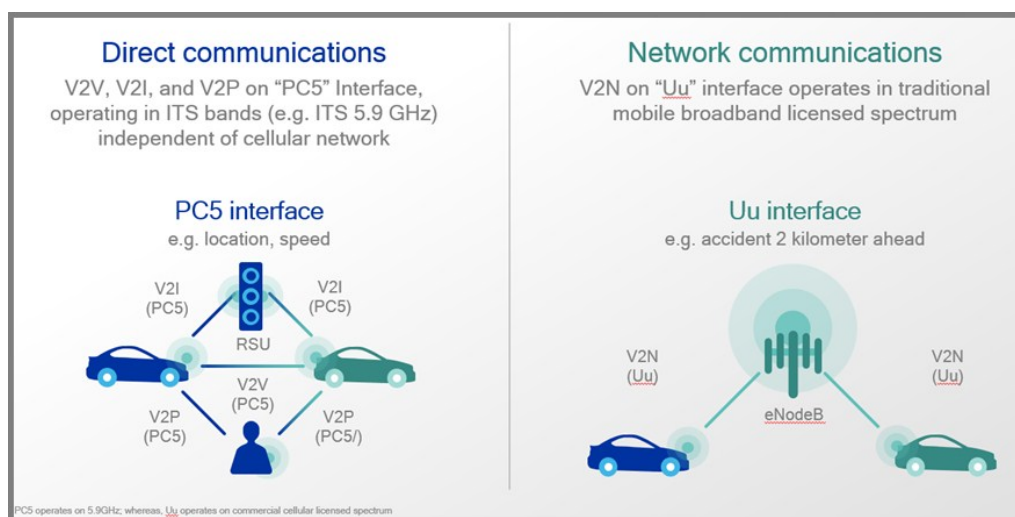 Direct communications
V2V, V2I, and V2P on “PC5” Interface,
operating in ITS bands (e.g. ITS 5.9 GHz)
independent of cellular network
PC5 interface
e.g. location, speed
V2I
(PC5)
V2I
(PC5)
RSU
V2V
(PC5)
V2P
(PC5)
V2P
(PC5/)
PC5 operates on 5.9GHz; whereas, Uu operates on commercial cellular licensed spectrum
Network communications
V2N on “Uu” interface operates in traditional
mobile broadband licensed spectrum
Uu interface
e.g. accident 2 kilometer ahead
V2N
(Uu)
V2N
(Uu)
eNodeB